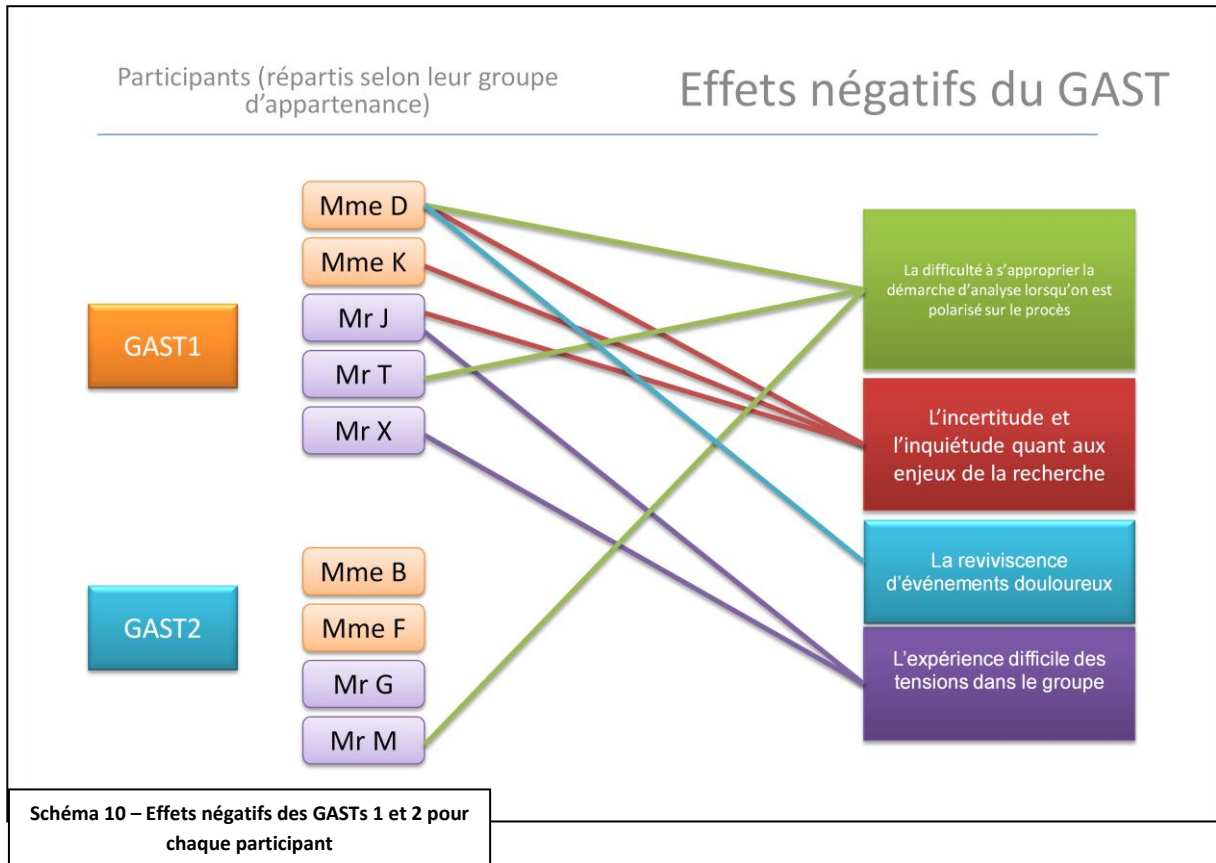 Participants (répartis selon leur groupe
d'appartenance)
Effets négatifs du GAST
GAST1
Mme D
Mme K
Mr J
Mr T
Mr X
GAST2
Mme B
Mme F
Mr G
Mr M
La difficulté à s'approprier la
démarche d'analyse lorsqu'on est
polarisé sur le procès
L'incertitude et
l'inquiétude quant aux
enjeux de la recherche
La reviviscence
d'événements douloureux
L'expérience difficile des
tensions dans le groupe
Schéma 10 – Effets négatifs des GASTs 1 et 2 pour
chaque participant